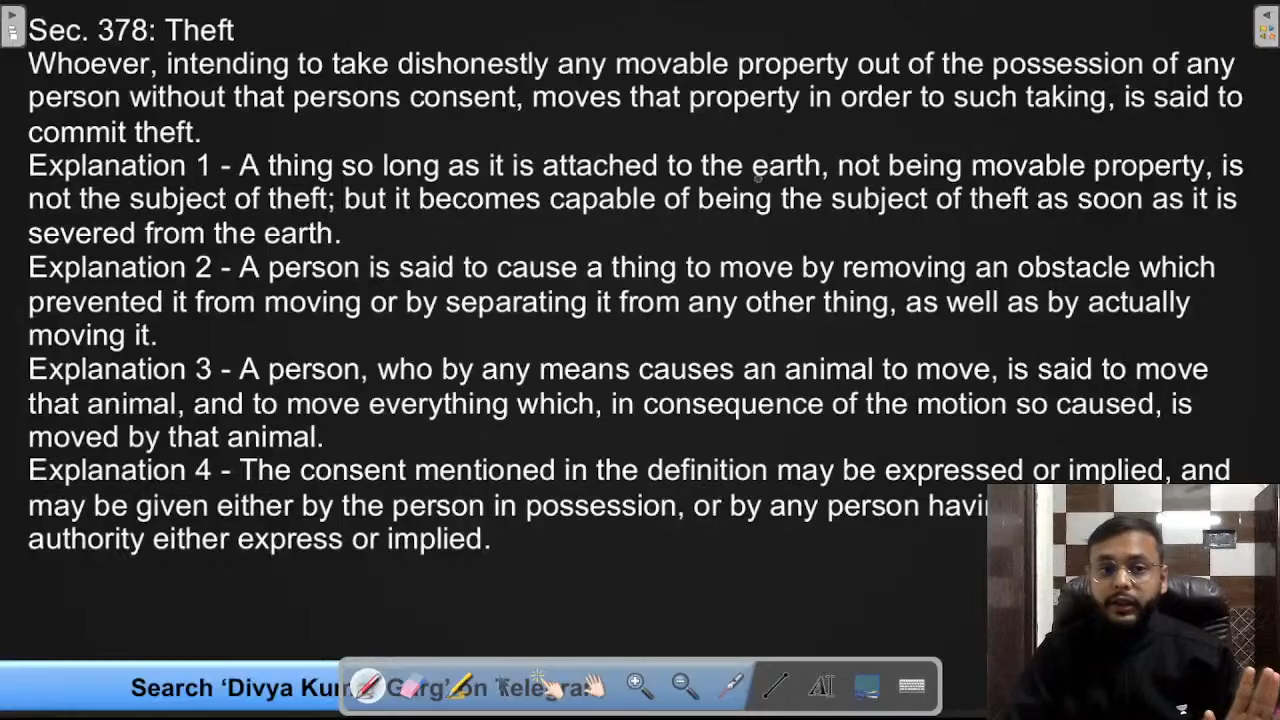 Sec. 378: Theft
Whoever, intending to take dishonestly any movable property out of the possession of any
person without that persons consent, moves that property in order to such taking, is said to
commit theft.
Explanation 1 - A thing so long as it is attached to the earth, not being movable property, is
not the subject of theft; but it becomes capable of being the subject of theft as soon as it is
severed from the earth.
Explanation 2 - A person is said to cause a thing to move by removing an obstacle which
prevented it from moving or by separating it from any other thing, as well as by actually
moving it.
Explanation 3 - A person, who by any means causes an animal to move, is said to move
that animal, and to move everything which, in consequence of the motion so caused, is
moved by that animal.
Explanation 4 - The consent mentioned in the definition may be expressed or implied, and
may be given either by the person in possession, or by any person
authority either express or implied.
Search ‘Divya Garg’ on
AI